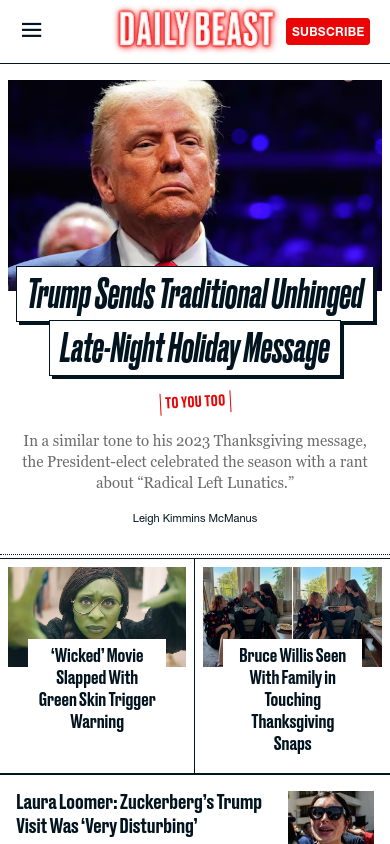 DAILY BEAST
SUBSCRIBE
Trump Sends Traditional Unhinged
Late-Night Holiday Message
TO YOU TOO
In a similar tone to his 2023 Thanksgiving message,
the President-elect celebrated the season with a rant
about “Radical Left Lunatics.”
Leigh Kimmins McManus
‘Wicked’ Movie
Slapped With
Green Skin Trigger
Warning
Bruce Willis Seen
With Family in
Touching
Thanksgiving
Snaps
Laura Loomer: Zuckerberg’s Trump
Visit Was ‘Very Disturbing’